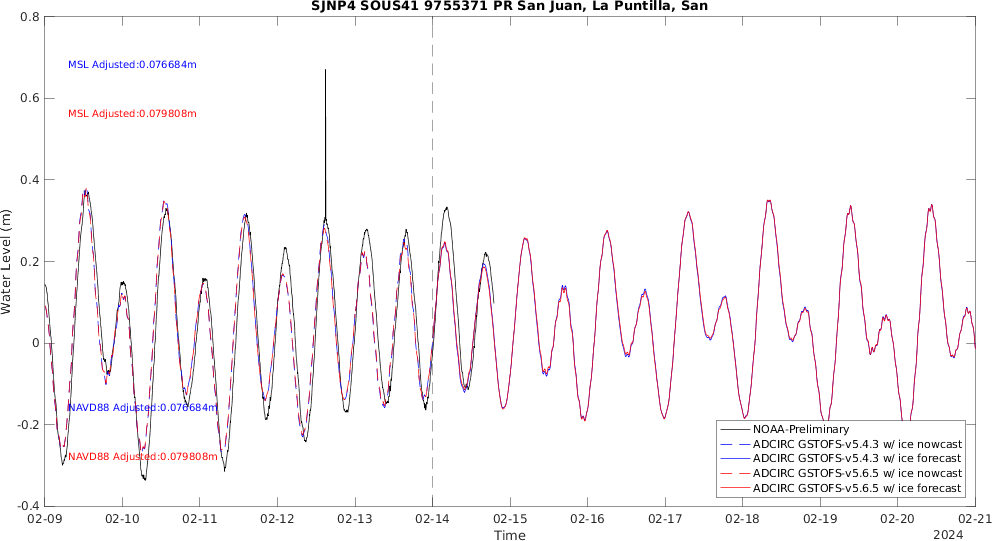 SJNP4 SOUS41 9755371 PR San Juan, La Puntilla, San
0.8
0.6
0.4
0.2
0
-0.2
-0.4
Water Level (m)
MSL Adjusted:0.076684m
MSL Adjusted:0.079808m
NAVD88 Adjusted:0.076684m
NAVD88 Adjusted:0.079808m
NOAA-Preliminary
ADCIRC GSTOFS-v5.4.3 w/ ice nowcast
ADCIRC GSTOFS-v5.4.3 w/ ice forecast
ADCIRC GSTOFS-v5.6.5 w/ ice nowcast
ADCIRC GSTOFS-v5.6.5 w/ ice forecast
02-09 02-10 02-11 02-12 02-13 02-14 02-15 02-16 02-17 02-18 02-19 02-20 02-21
Time
2024